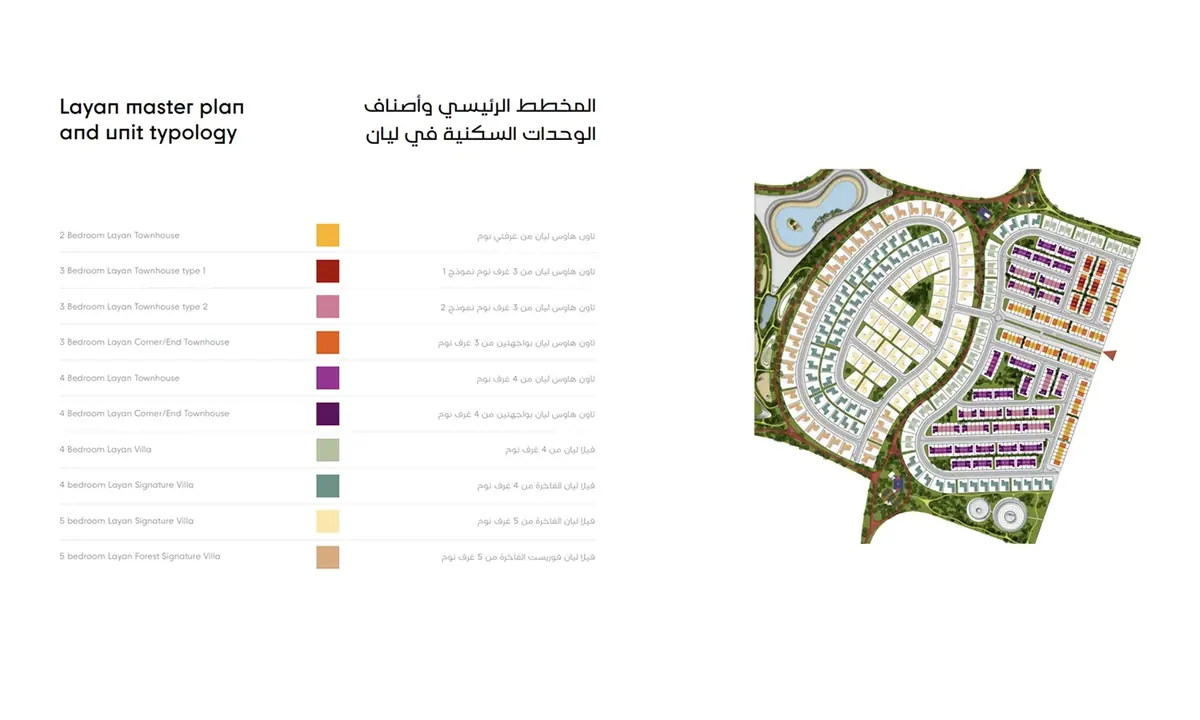 Layan master plan
and unit typology
المخطط الرئيسي وأصناف
الوحدات السكنية في ليان
2 Bedroom Layan Townhouse
تاون هاوس ليان من غرفتي نوم
3 Bedroom Layan Townhouse type 1
تاون هاوس ليان من 3 غرف نوم نموذج 1
3 Bedroom Layan Townhouse type 2
تاون هاوس ليان من 3 غرف نوم نموذج 2
3 Bedroom Layan Corner/End Townhouse
تاون هاوس ليان بواجهتين من 3 غرف نوم
4 Bedroom Layan Townhouse
تاون هاوس ليان من 4 غرف نوم
4 Bedroom Layan Corner/End Townhouse
تاون هاوس ليان بواجهتين من 4 غرف نوم
4 Bedroom Layan Villa
فيلا ليان من 4 غرف نوم
4 bedroom Layan Signature Villa
فيلا ليان الفاخرة من 4 غرف نوم
5 bedroom Layan Signature Villa
فيلا ليان الفاخرة من 5 غرف نوم
5 bedroom Layan Forest Signature Villa
فيلا ليان فوريست الفاخرة من 5 غرف نوم